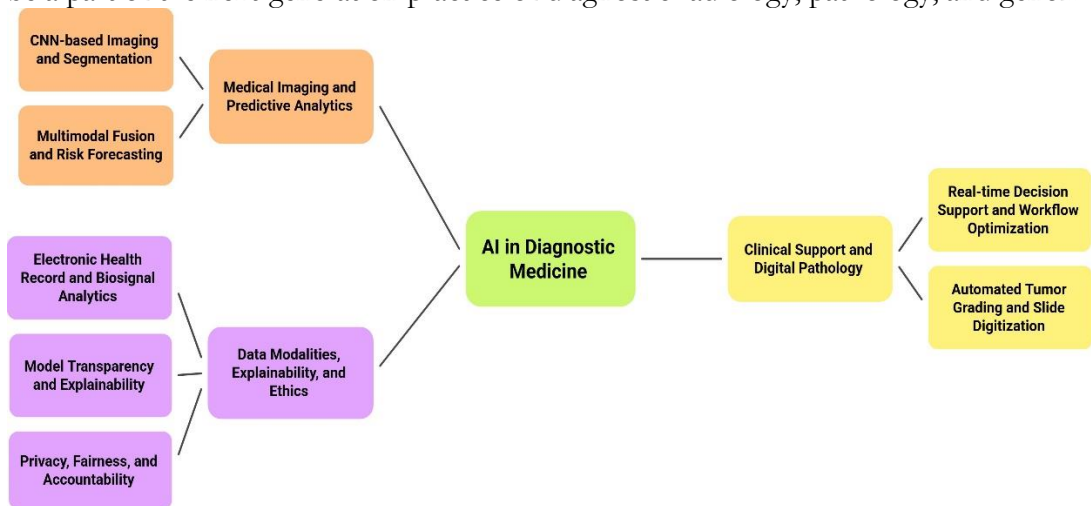 CNN-based Imaging
and Segmentation
Multimodal Fusion
and Risk Forecasting
Medical Imaging and
Predictive Analytics
Electronic Health
Record and Biosignal
Analytics
Model Transparency
and Explainability
Privacy, Fairness, and
Accountability
Data Modalities,
Explainability, and
Ethics
AI in Diagnostic
Medicine
Clinical Support and
Digital Pathology
Real-time Decision
Support and Workflow
Optimization
Automated Tumor
Grading and Slide
Digitization